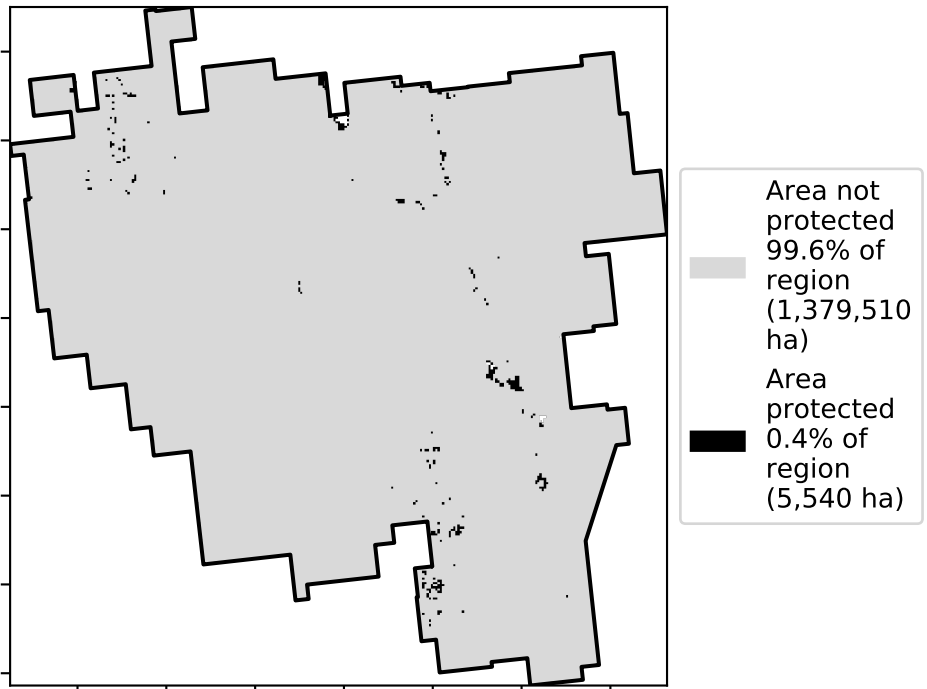 Area not
protected
99.6% of
region
(1,379,510
ha)
Area
protected
0.4% of
region
(5,540 ha)